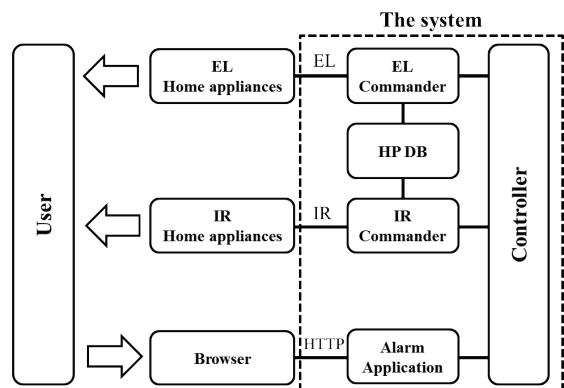 The system
User
EL
Home appliances
EL
EL
Commander
HP DB
IR
Home appliances
IR
IR
Commander
Browser
HTTP
Alarm
Application
Controller